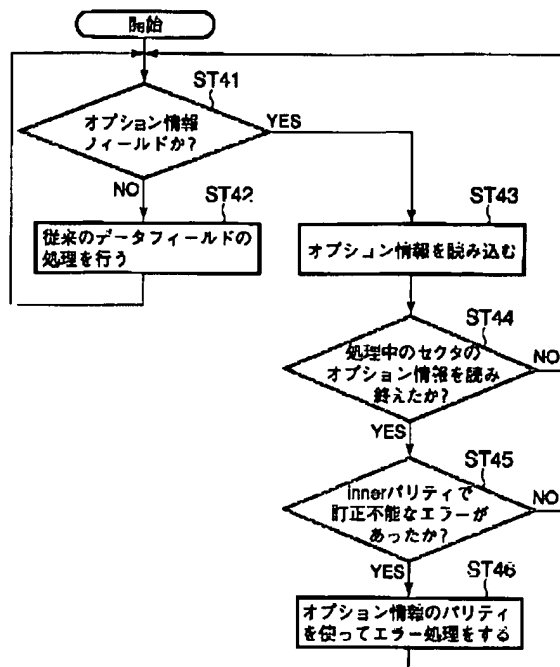 開始
ST41
オプション情報
フィールドか?
YES
NO
ST42
従来のデータフィールドの
処理を行う
ST43
オプション情報を読み込む
ST44
処理中のセクタの
オプション情報を読み
終えたか?
NO
YES
ST45
innerパリティで
訂正不能なエラーが
あったか?
NO
YES
ST46
オプション情報のパリティ
を使ってエラー処理をする